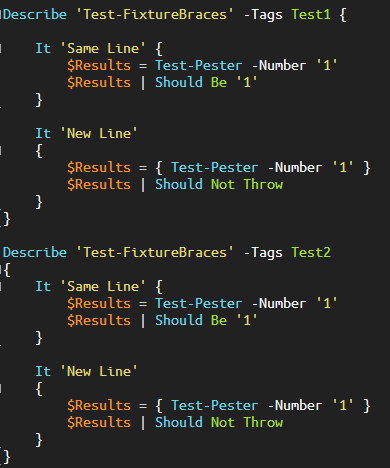 Describe 'Test-FixtureBraces' -Tags Test1 {
It 'Same Line' {
$Results = Test-Pester -Number '1'
$Results | Should Be '1'
}
It 'New Line'
{
$Results = { Test-Pester -Number '1' }
$Results | Should Not Throw
}
}
Describe 'Test-FixtureBraces' -Tags Test2
{
It 'Same Line' {
$Results = Test-Pester -Number '1'
$Results | Should Be '1'
}
It 'New Line'
{
$Results = { Test-Pester -Number '1' }
$Results | Should Not Throw
}
}